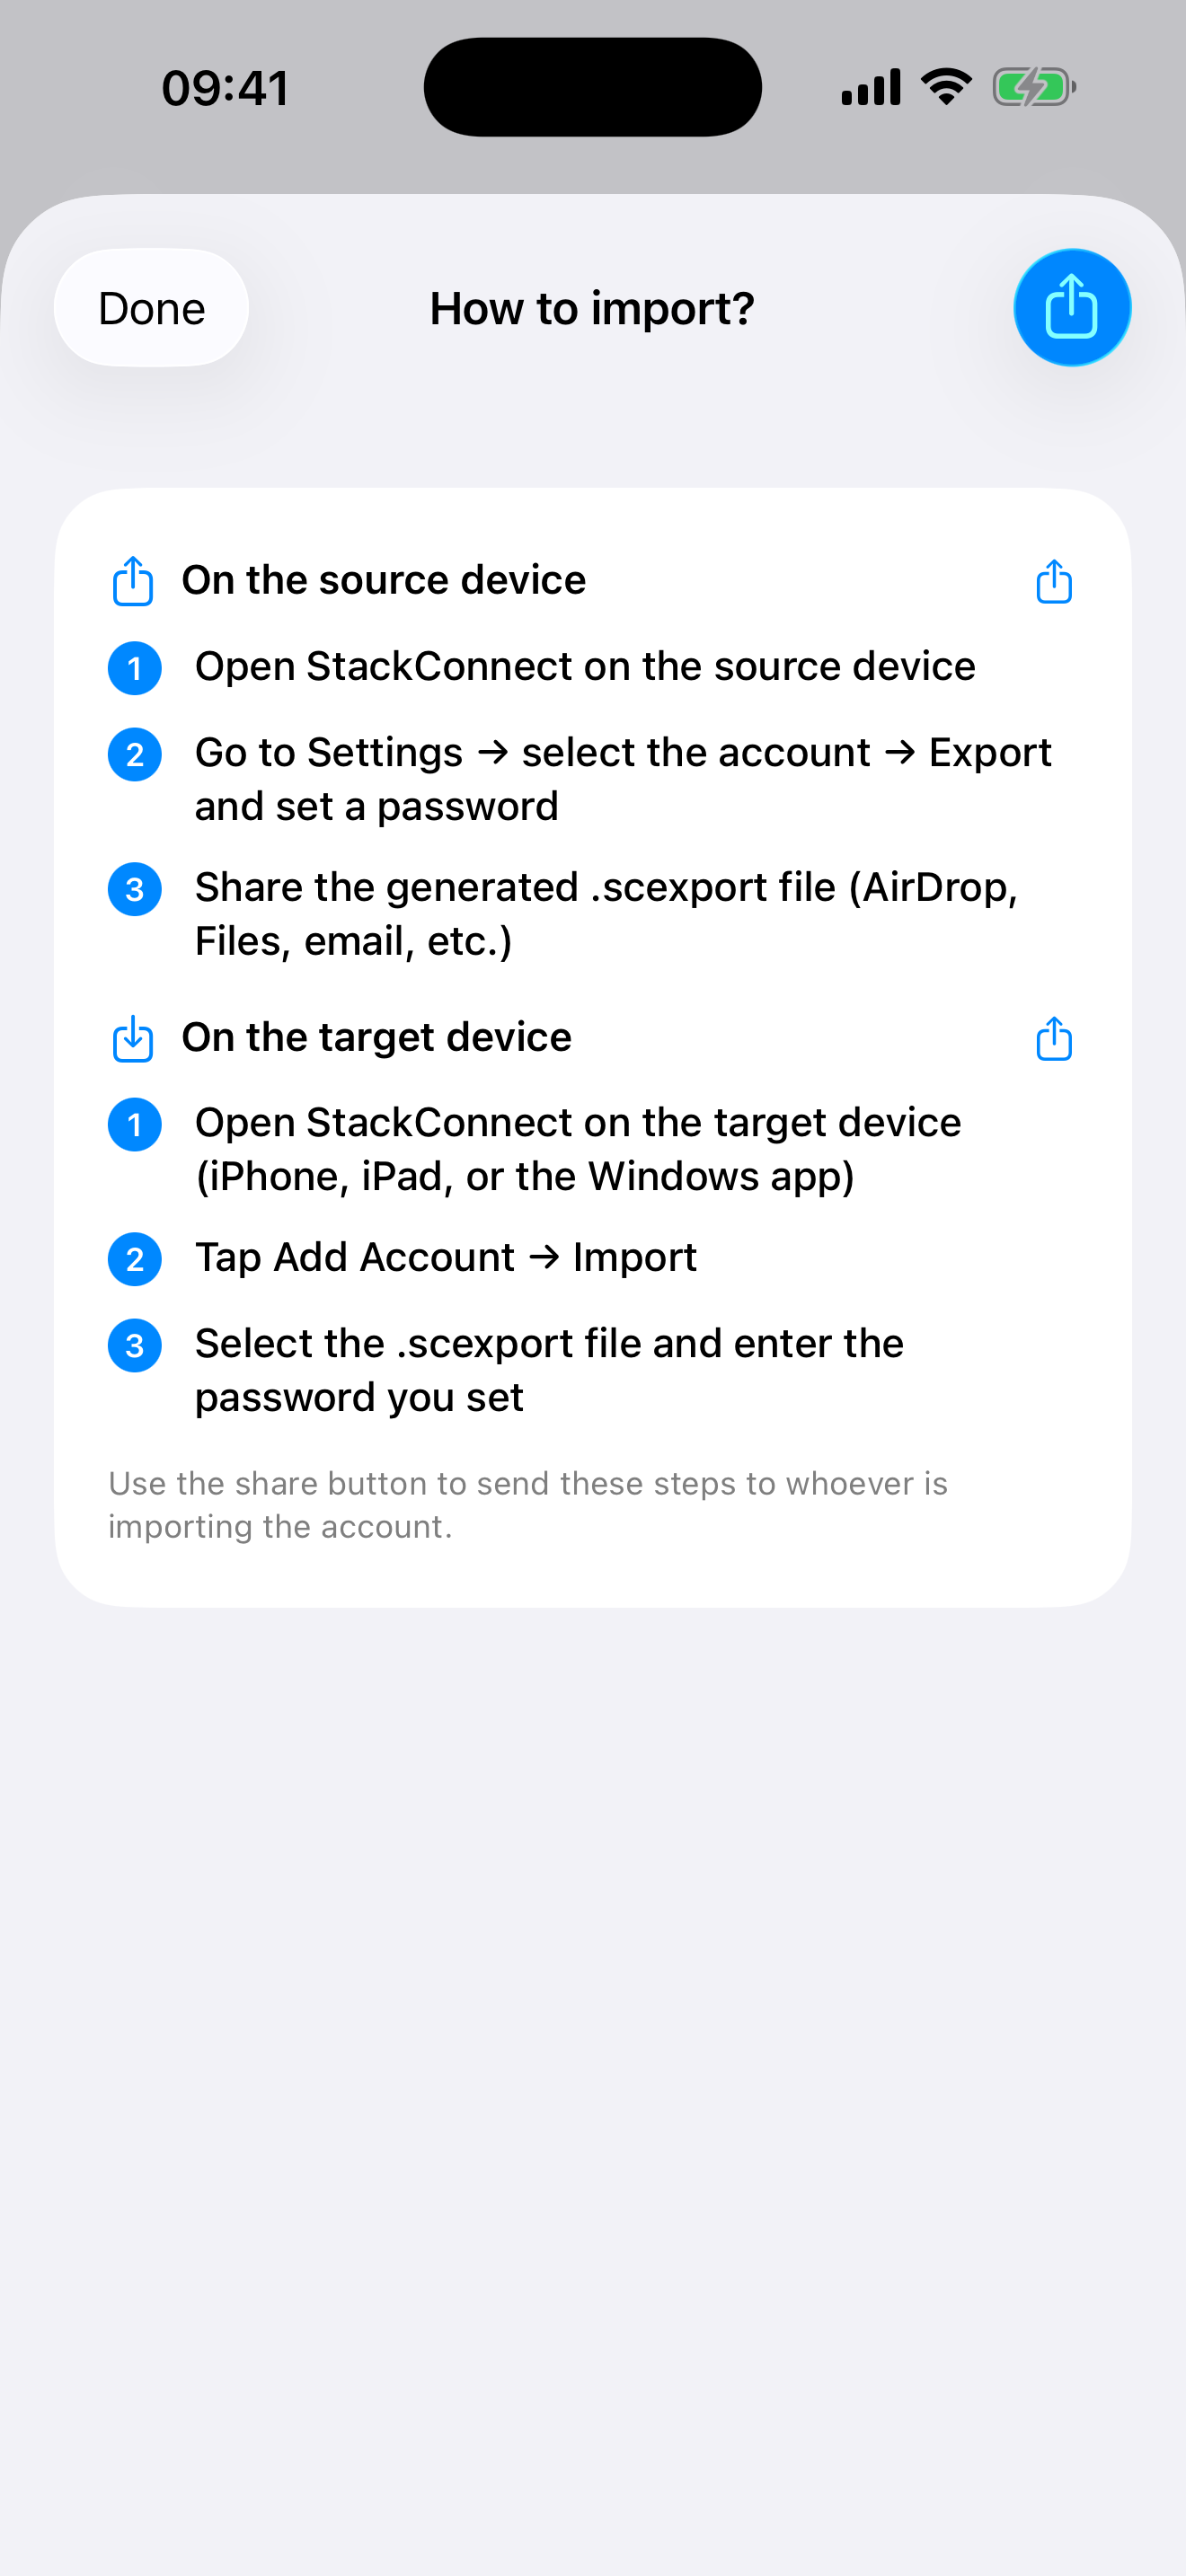 09:41
Done
How to import?
On the source device
1 Open StackConnect on the source device
2 Go to Settings → select the account → Export
and set a password
3 Share the generated .scexport file (AirDrop,
Files, email, etc.)
On the target device
1 Open StackConnect on the target device
(iPhone, iPad, or the Windows app)
2 Tap Add Account → Import
3 Select the .scexport file and enter the
password you set
Use the share button to send these steps to whoever is
importing the account.